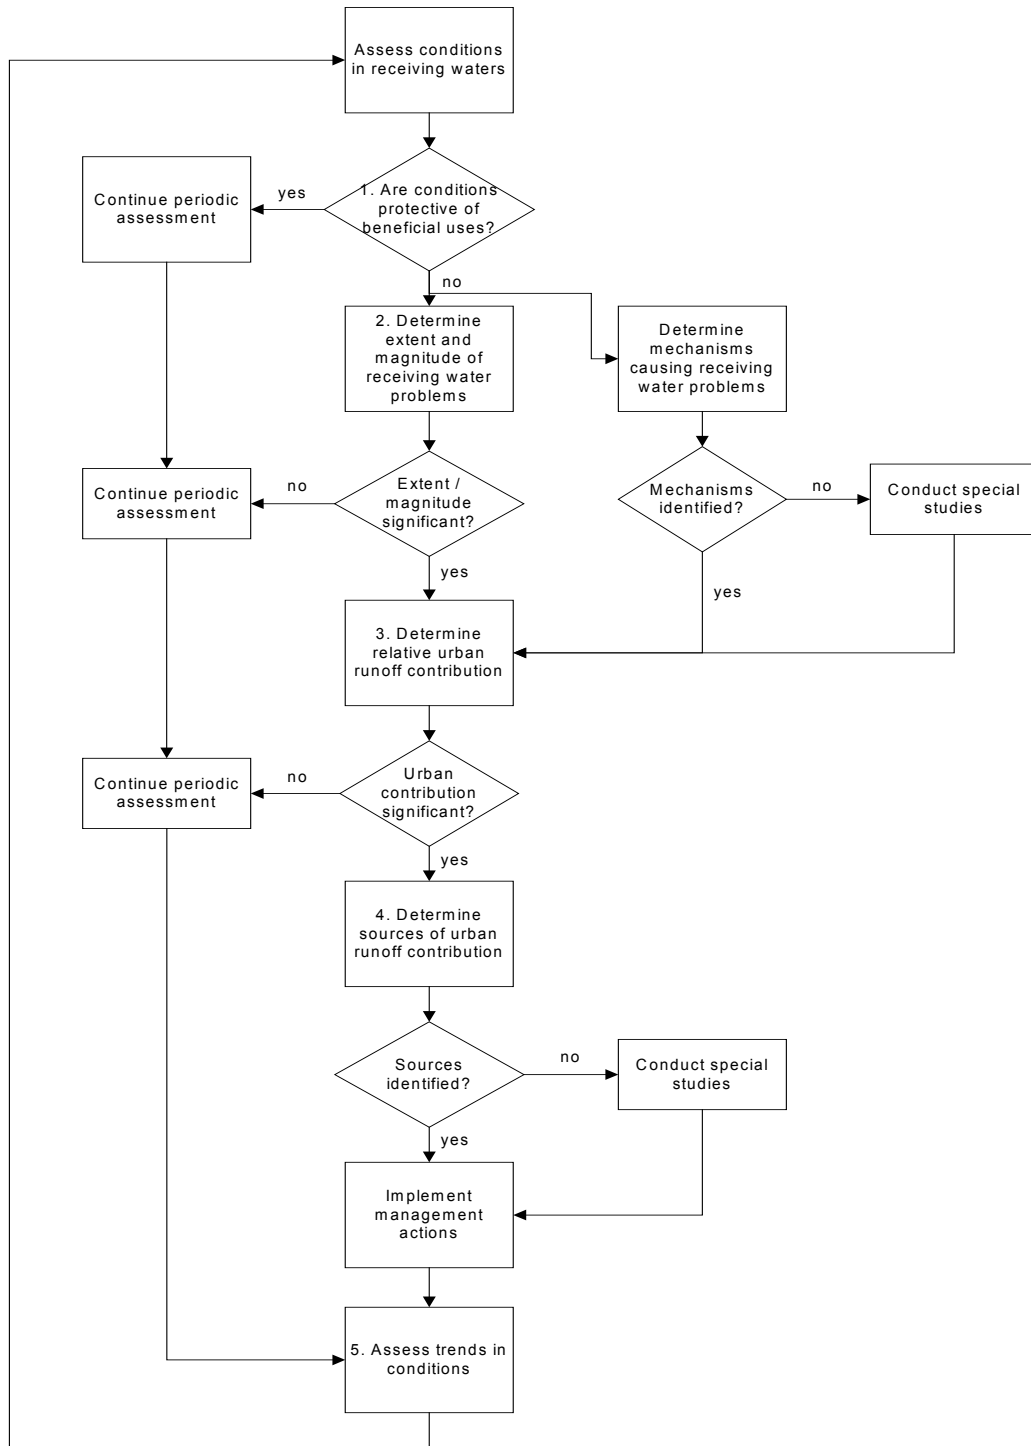 Assess conditions
in receiving waters
Continue periodic
assessment
yes
1. Are conditions
protective of
beneficial uses?
no
2. Determine
extent and
magnitude of
receiving water
problems
Determine
mechanisms
causing receiving
water problems
Continue periodic
assessment
no
Extent /
magnitude
significant?
Mechanisms
identified?
no
Conduct special
studies
yes
yes
3. Determine
relative urban
runoff contribution
Continue periodic
assessment
no
Urban
contribution
significant?
yes
4. Determine
sources of urban
runoff contribution
Sources
identified?
no
Conduct special
studies
yes
Implement
management
actions
5. Assess trends in
conditions